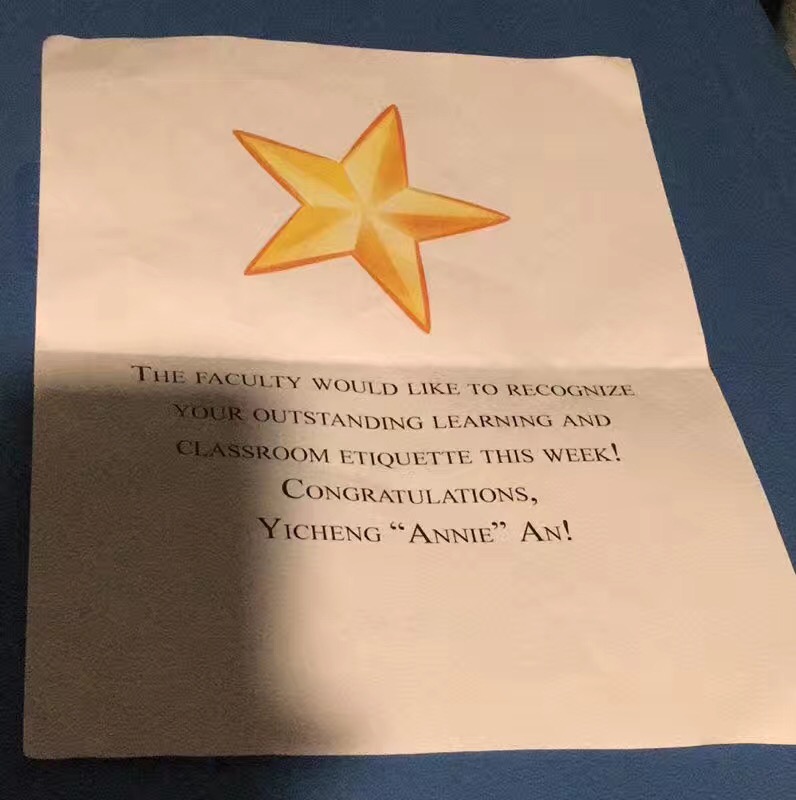 The faculty would like to recognize
your outstanding learning and
classroom etiquette this week!
Congratulations,
Yicheng “Annie” An!